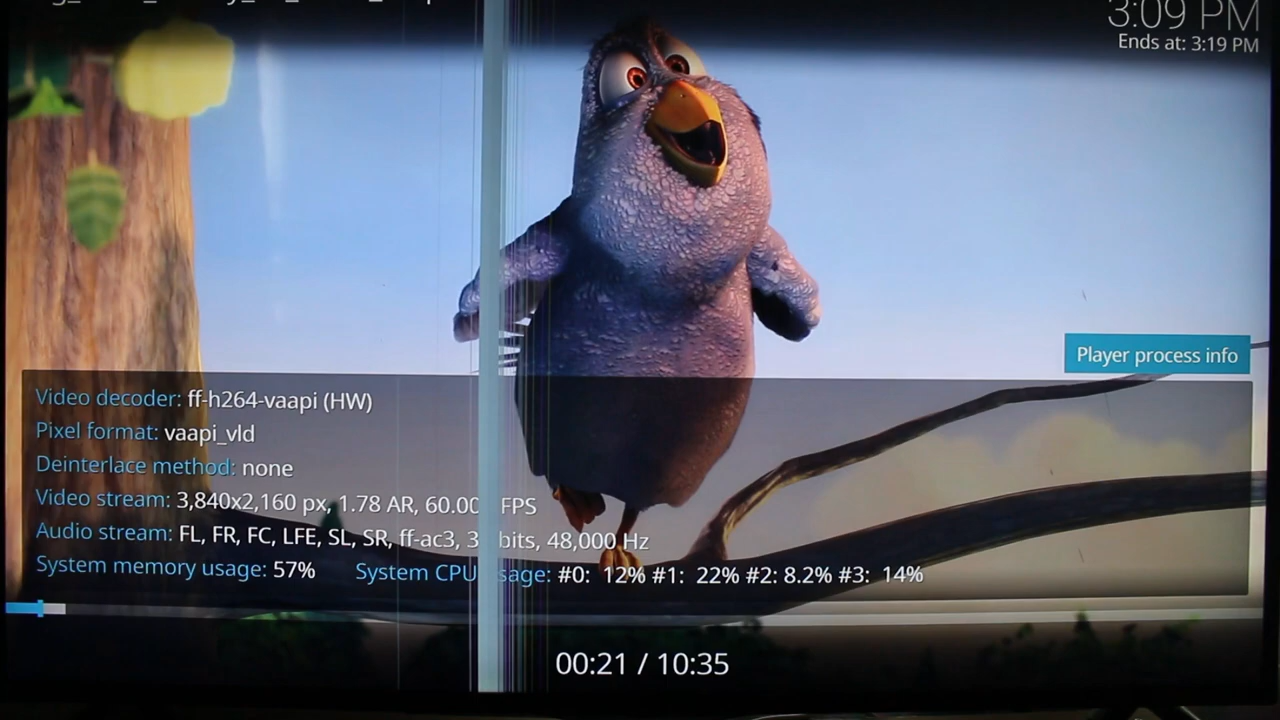 3:09 PM
Ends at: 3:19 PM
Player process info
Video decoder: ff-h264-vaapi (HW)
Pixel format: vaapi_vld
Deinterlace method: none
Video stream: 3,840x2,160 px, 1.78 AR, 60.00 FPS
Audio stream: FL, FR, FC, LFE, SL, SR, ff-ac3, 3 bits, 48,000 Hz
System memory usage: 57% System CPU sage: #0: 12% #1: 22% #2: 8.2% #3: 14%
00:21 / 10:35